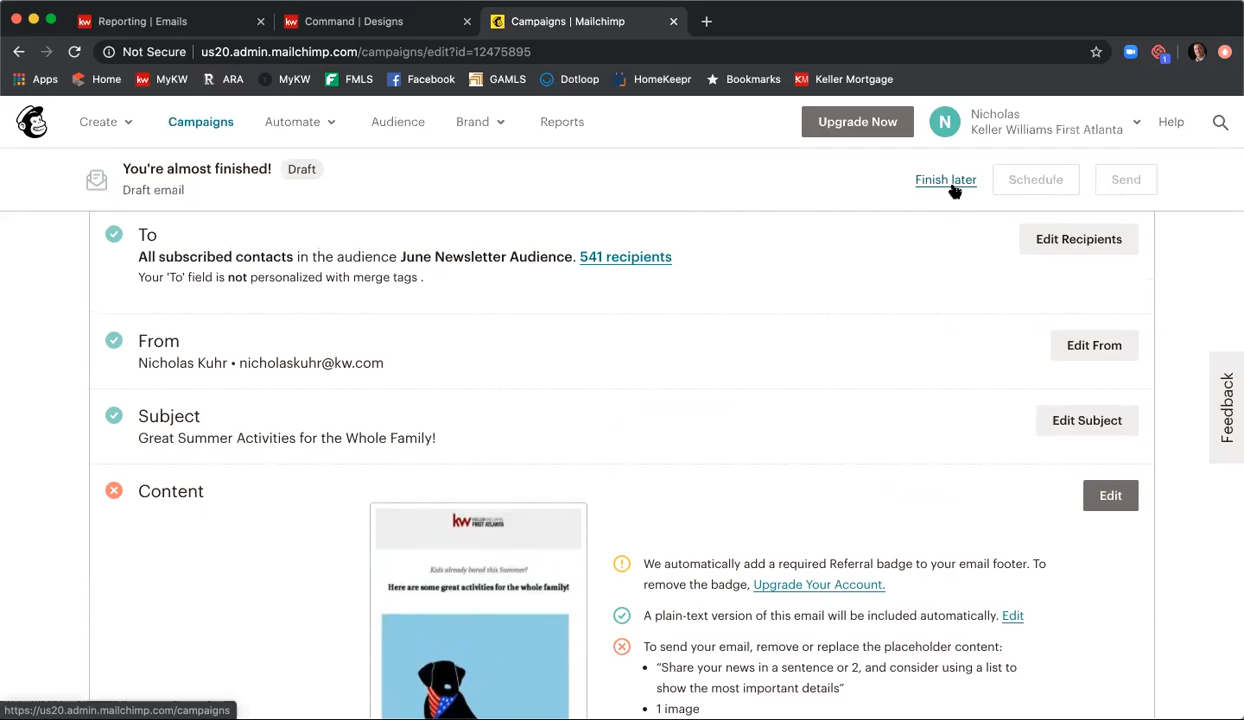 Reporting | Emails
Command | Designs
Campaigns | Mailchimp
Not Secure
us20.admin.mailchimp.com/campaigns/edit?id=12475895
1
Apps
Home
kw MyKW
R ARA
MyKW
FMLS
Facebook
GAMLS
Dotloop
HomeKeepr
Bookmarks
KM Keller Mortgage
Create
Campaigns
Automate
Audience
Brand
Reports
Upgrade Now
N
Nicholas
Keller Williams First Atlanta
Help
You're almost finished!
Draft
Draft email
Finish later
Schedule
Send
To
All subscribed contacts in the audience June Newsletter Audience. 541 recipients
Your 'To' field is not personalized with merge tags .
Edit Recipients
From
Nicholas Kuhr • nicholaskuhr@kw.com
Edit From
Subject
Great Summer Activities for the Whole Family!
Edit Subject
Content
Edit
kw KELLERWILLIAMS.
FIRST ATLANTA
Kids already bored this Summer?
Here are some great activities for the whole family!
We automatically add a required Referral badge to your email footer. To
remove the badge, Upgrade Your Account.
A plain-text version of this email will be included automatically. Edit
To send your email, remove or replace the placeholder content:
• “Share your news in a sentence or 2, and consider using a list to
show the most important details”
• 1 image
Feedback
https://us20.admin.mailchimp.com/campaigns